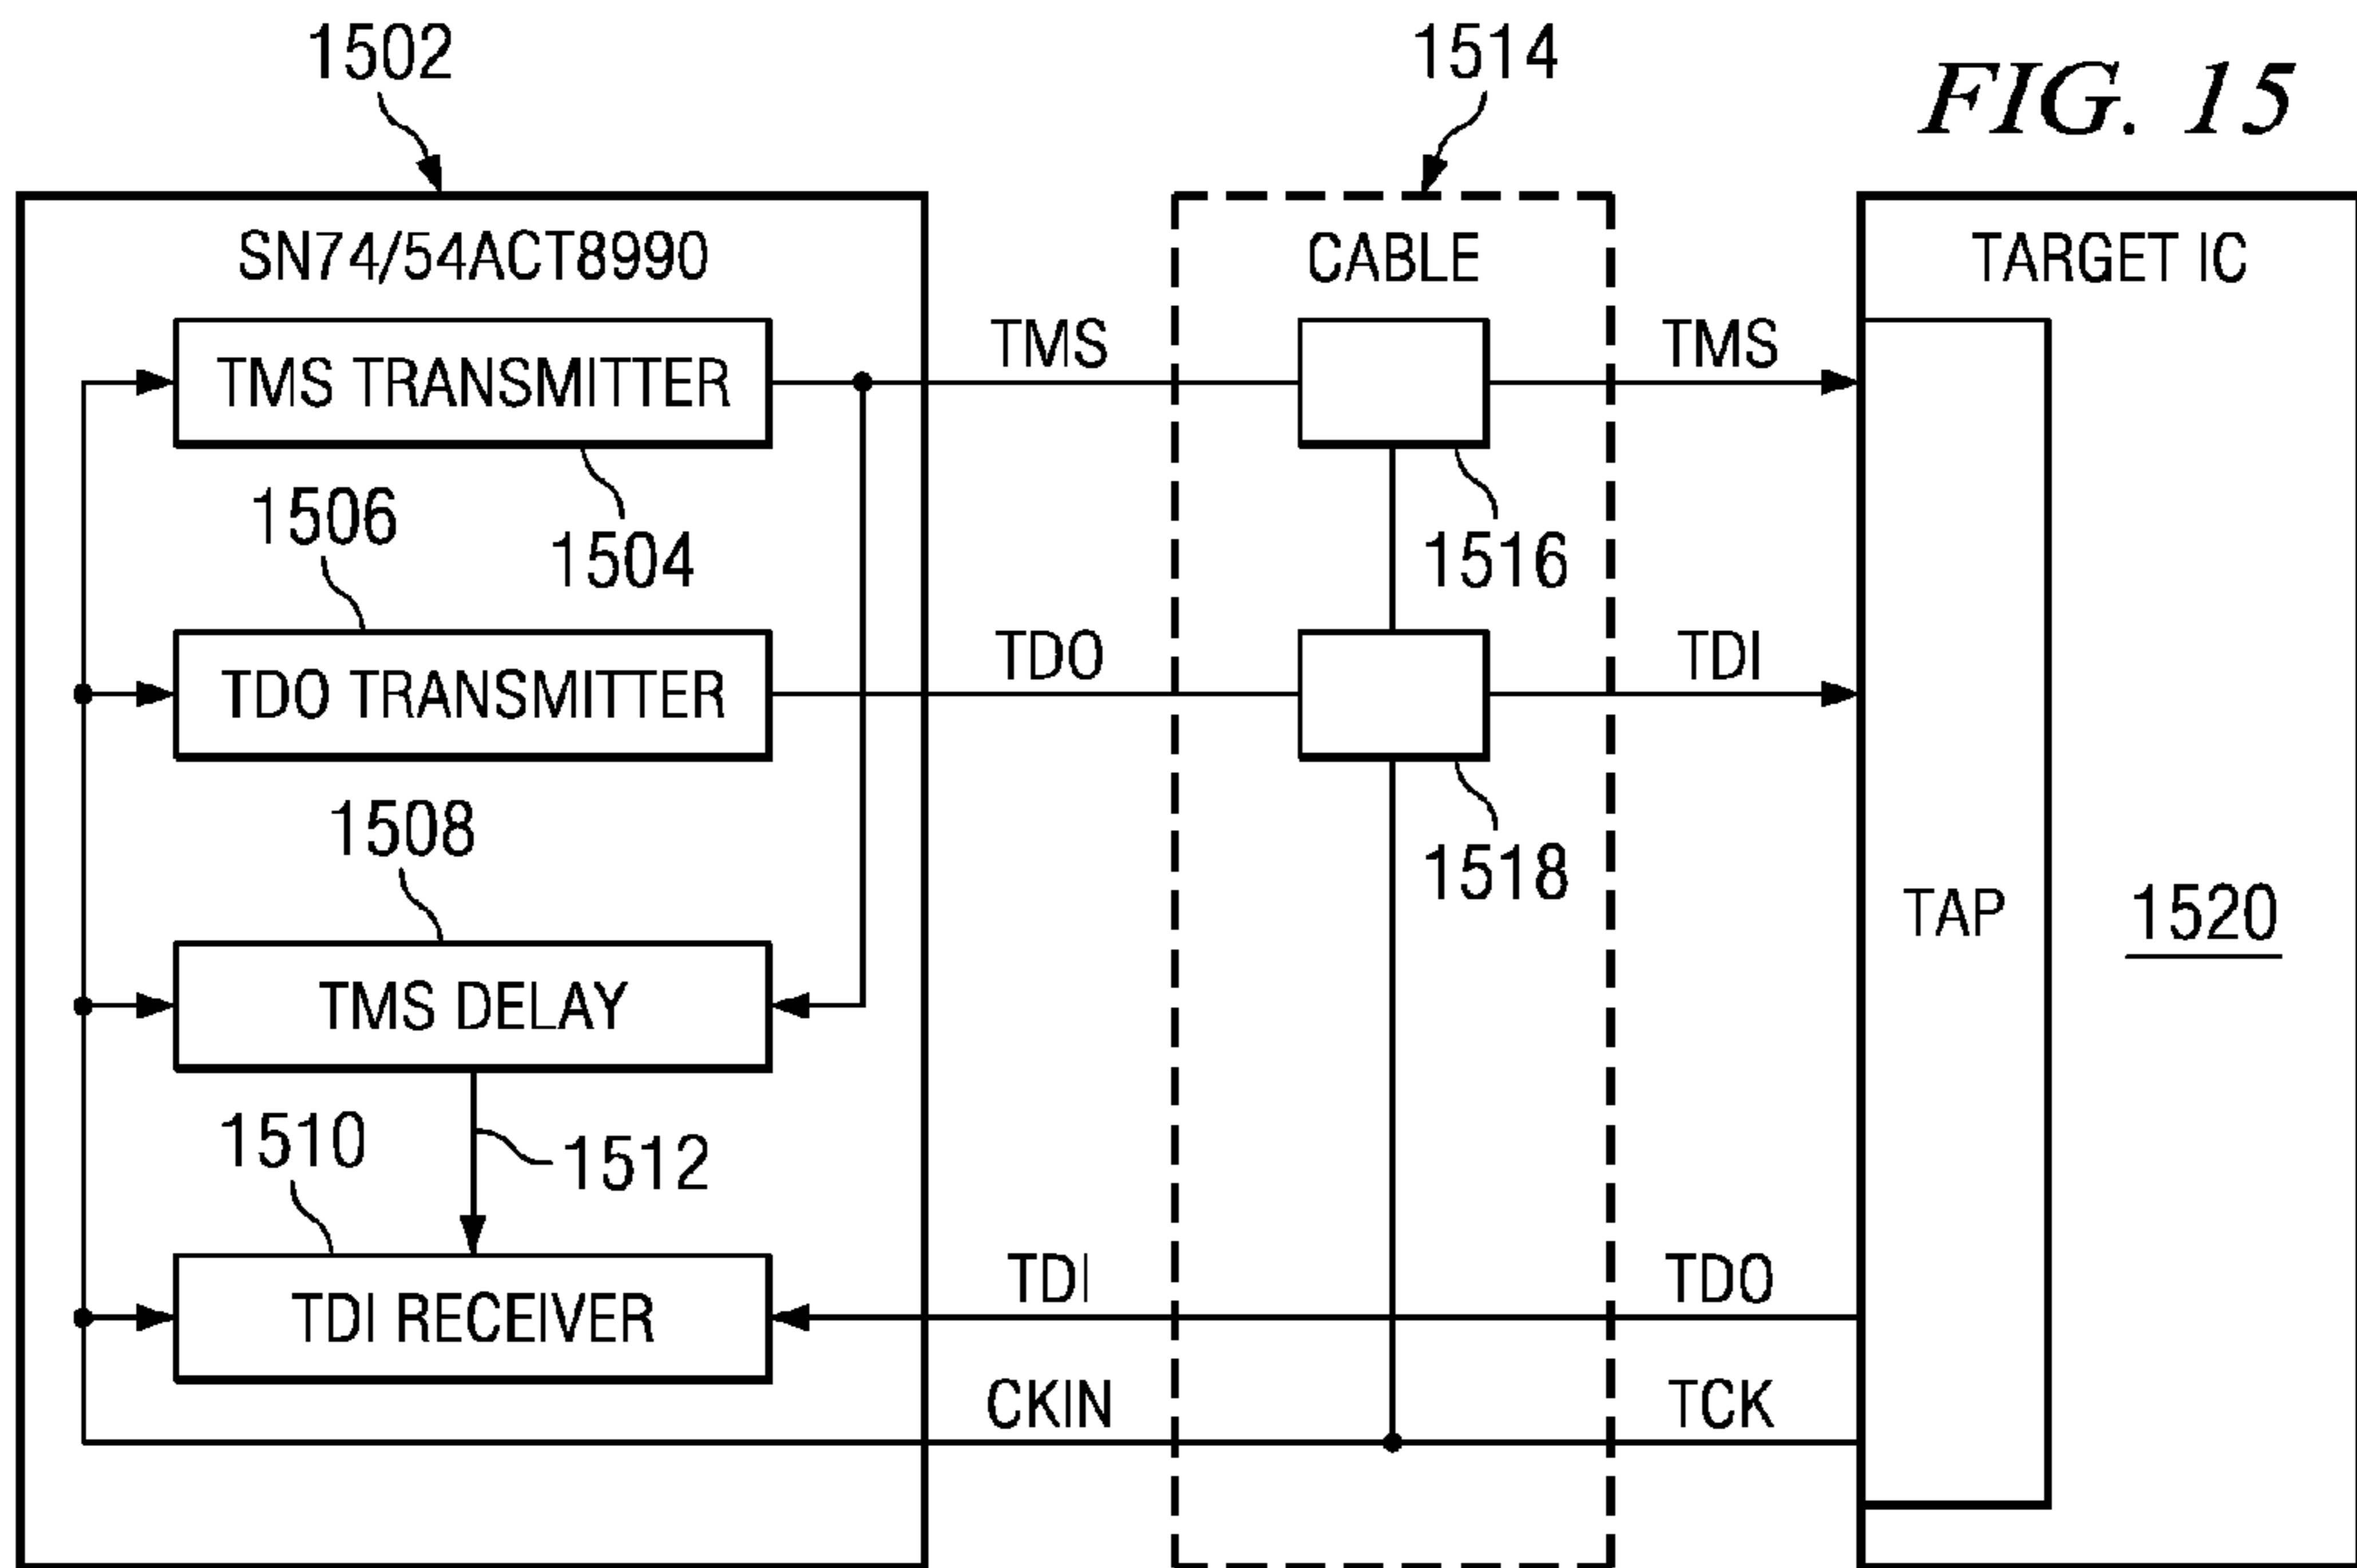 1502
1514
FIG. 15
SN74/54ACT8990
CABLE
TARGET IC
TMS TRANSMITTER
TMS
TMS
1506
1504
1516
TDO TRANSMITTER
TDO
TDI
1508
1518
TAP
1520
TMS DELAY
1510
1512
TDI RECEIVER
TDI
TDO
CKIN
TCK